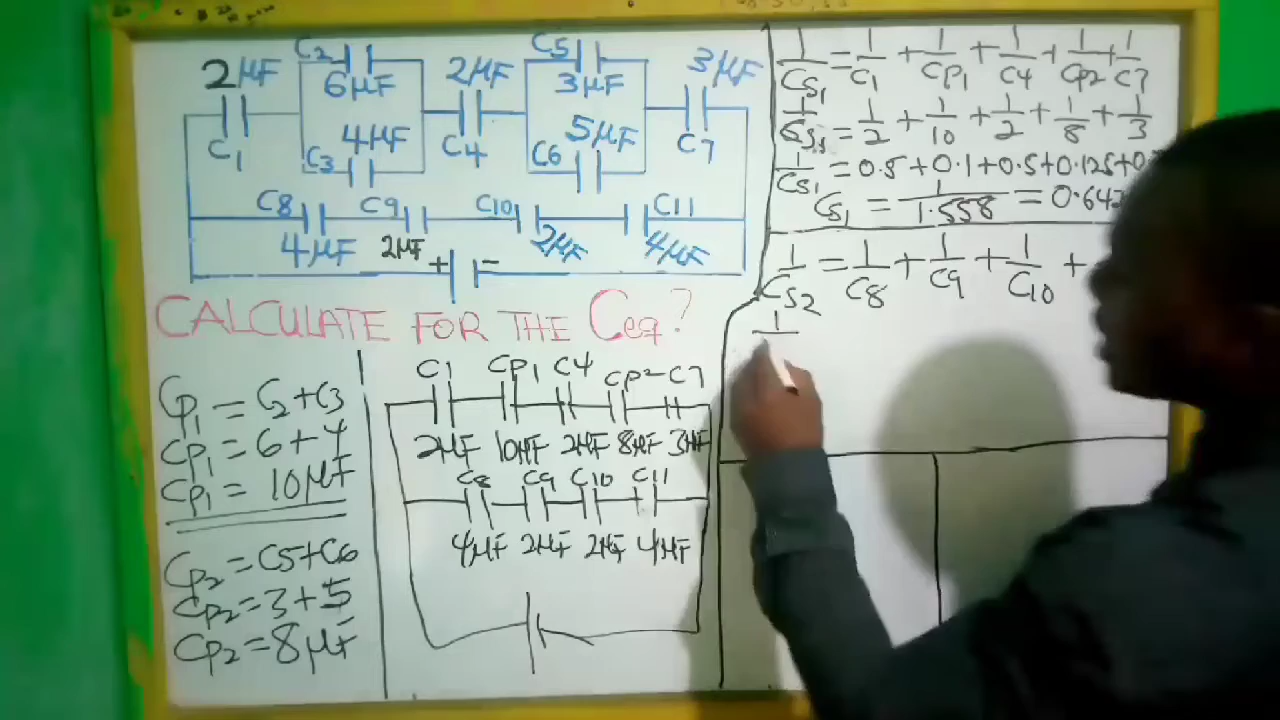 2μF C2 6μF 2μF C5 3μF 3μF
C1 C3 4μF C4 C6 5μF C7
C8 C9 C10 C11
4μF 2μF + - 2μF 4μF
CALCULATE FOR THE Ceq?
Cp1 = C2+C3
Cp1 = 6+4
Cp1 = 10μF
Cp2 = C5+C6
Cp2 = 3+5
Cp2 = 8μF
C1 Cp1 C4 Cp2 C7
2μF 10μF 2μF 8μF 3μF
C8 C9 C10 C11
4μF 2μF 2μF 4μF
1/Cs1 = 1/C1 + 1/Cp1 + 1/C4 + 1/Cp2 + 1/C7
1/Cs1 = 1/2 + 1/10 + 1/2 + 1/8 + 1/3
1/Cs1 = 0.5+0.1+0.5+0.125+
Cs1 = 1/1.558 = 0.642
1/Cs2 = 1/C8 + 1/C9 + 1/C10 +
1